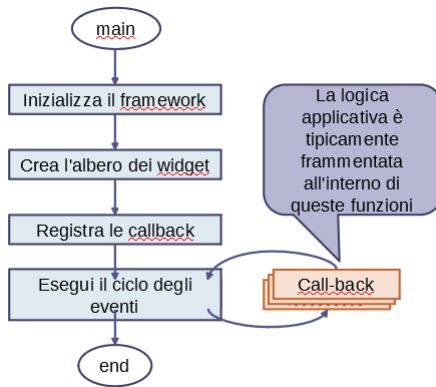 main
Inizializza il framework
Crea l'albero dei widget
Registra le callback
Esegui il ciclo degli
eventi
end
La logica
applicativa è
tipicamente
frammentata
all'interno di
queste funzioni
Call-back